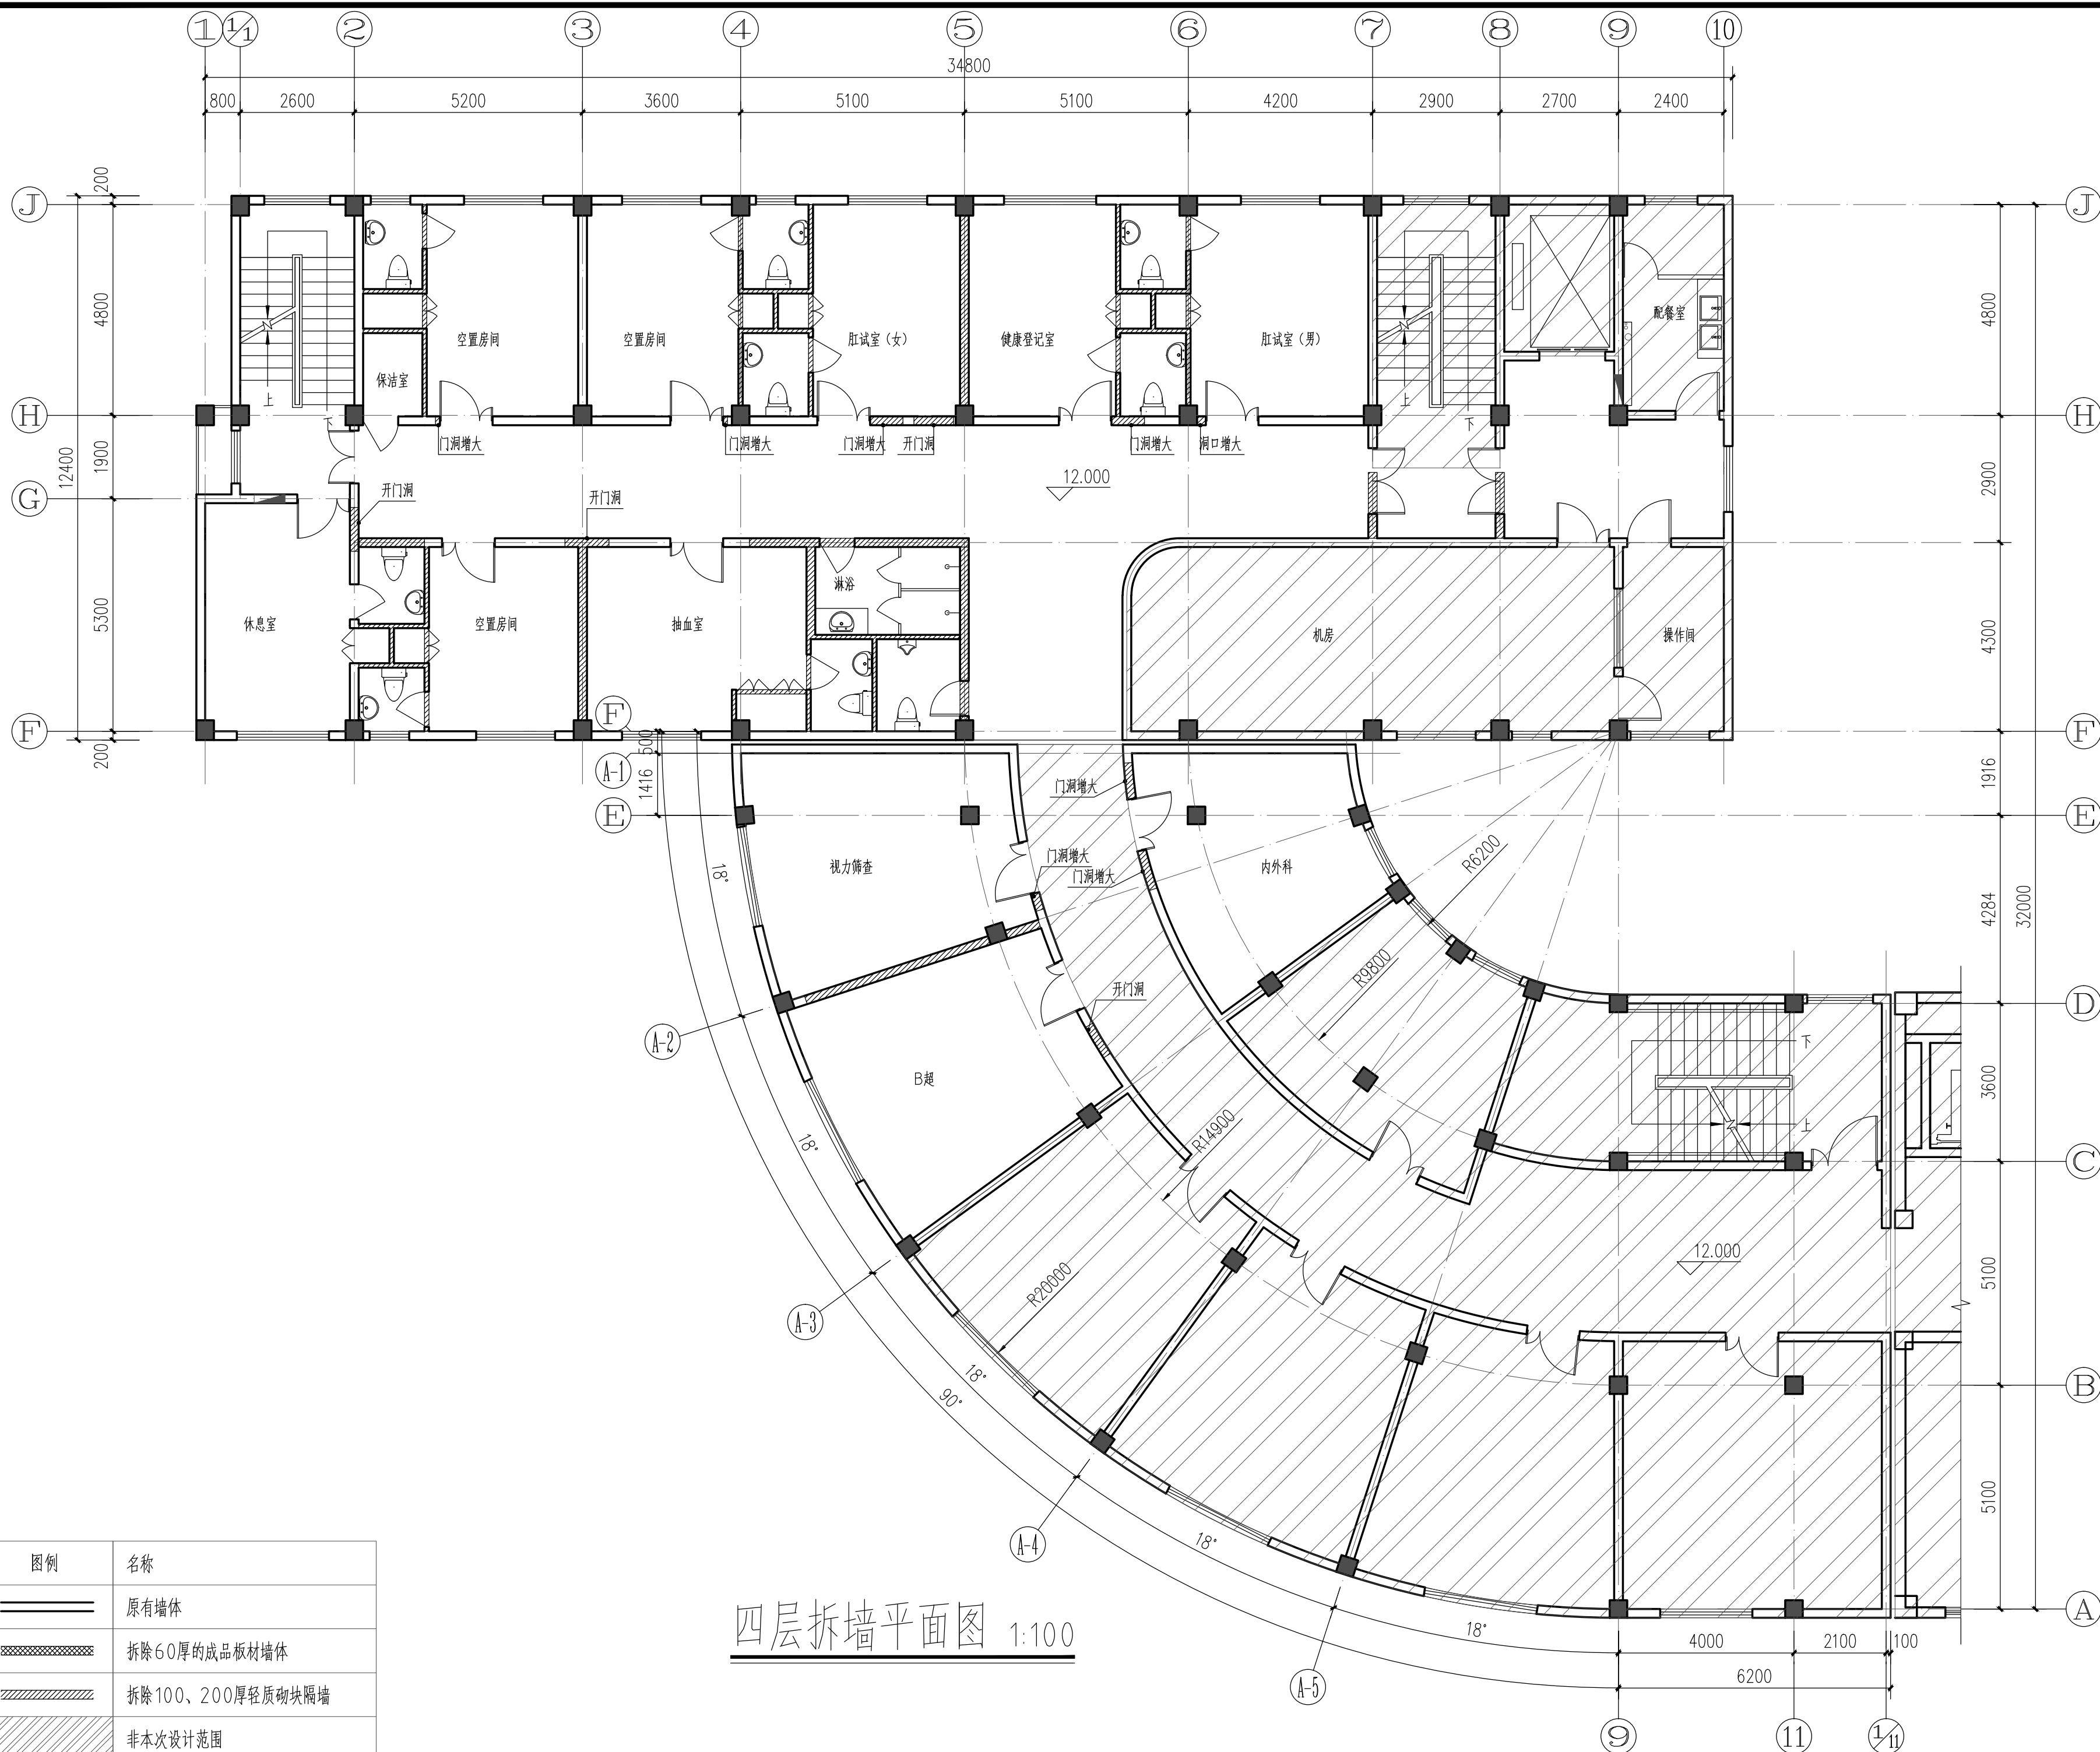 1 1/1 2 3 4 5 6 7 8 9 10
34800
800 2600 5200 3600 5100 5100 4200 2900 2700 2400
J 200 J
4800 4800
配餐室
空置房间 空置房间 肛试室（女） 健康登记室 肛试室（男）
保洁室
上 上
H 下 下 H
门洞增大 门洞增大 门洞增大 开门洞 门洞增大 洞口增大
12400 1900 2900
12.000
G 开门洞 开门洞
淋浴
5300 休息室 空置房间 抽血室 机房 操作间 4300
F F F
200 500
A-1 1416 门洞增大 1916
E E
18° 视力筛查 门洞增大 门洞增大 内外科 R6200
4284 32000
R9800
开门洞
D
A-2 下
B超 3600
R14900 上
18°
C
12.000
R20000 5100
A-3
18°
90° B
A-4 5100
18°
A
18°
4000 2100 100
A-5 6200
9 11 1/11
四层拆墙平面图 1:100
图例 名称
原有墙体
拆除60厚的成品板材墙体
拆除100、200厚轻质砌块隔墙
非本次设计范围